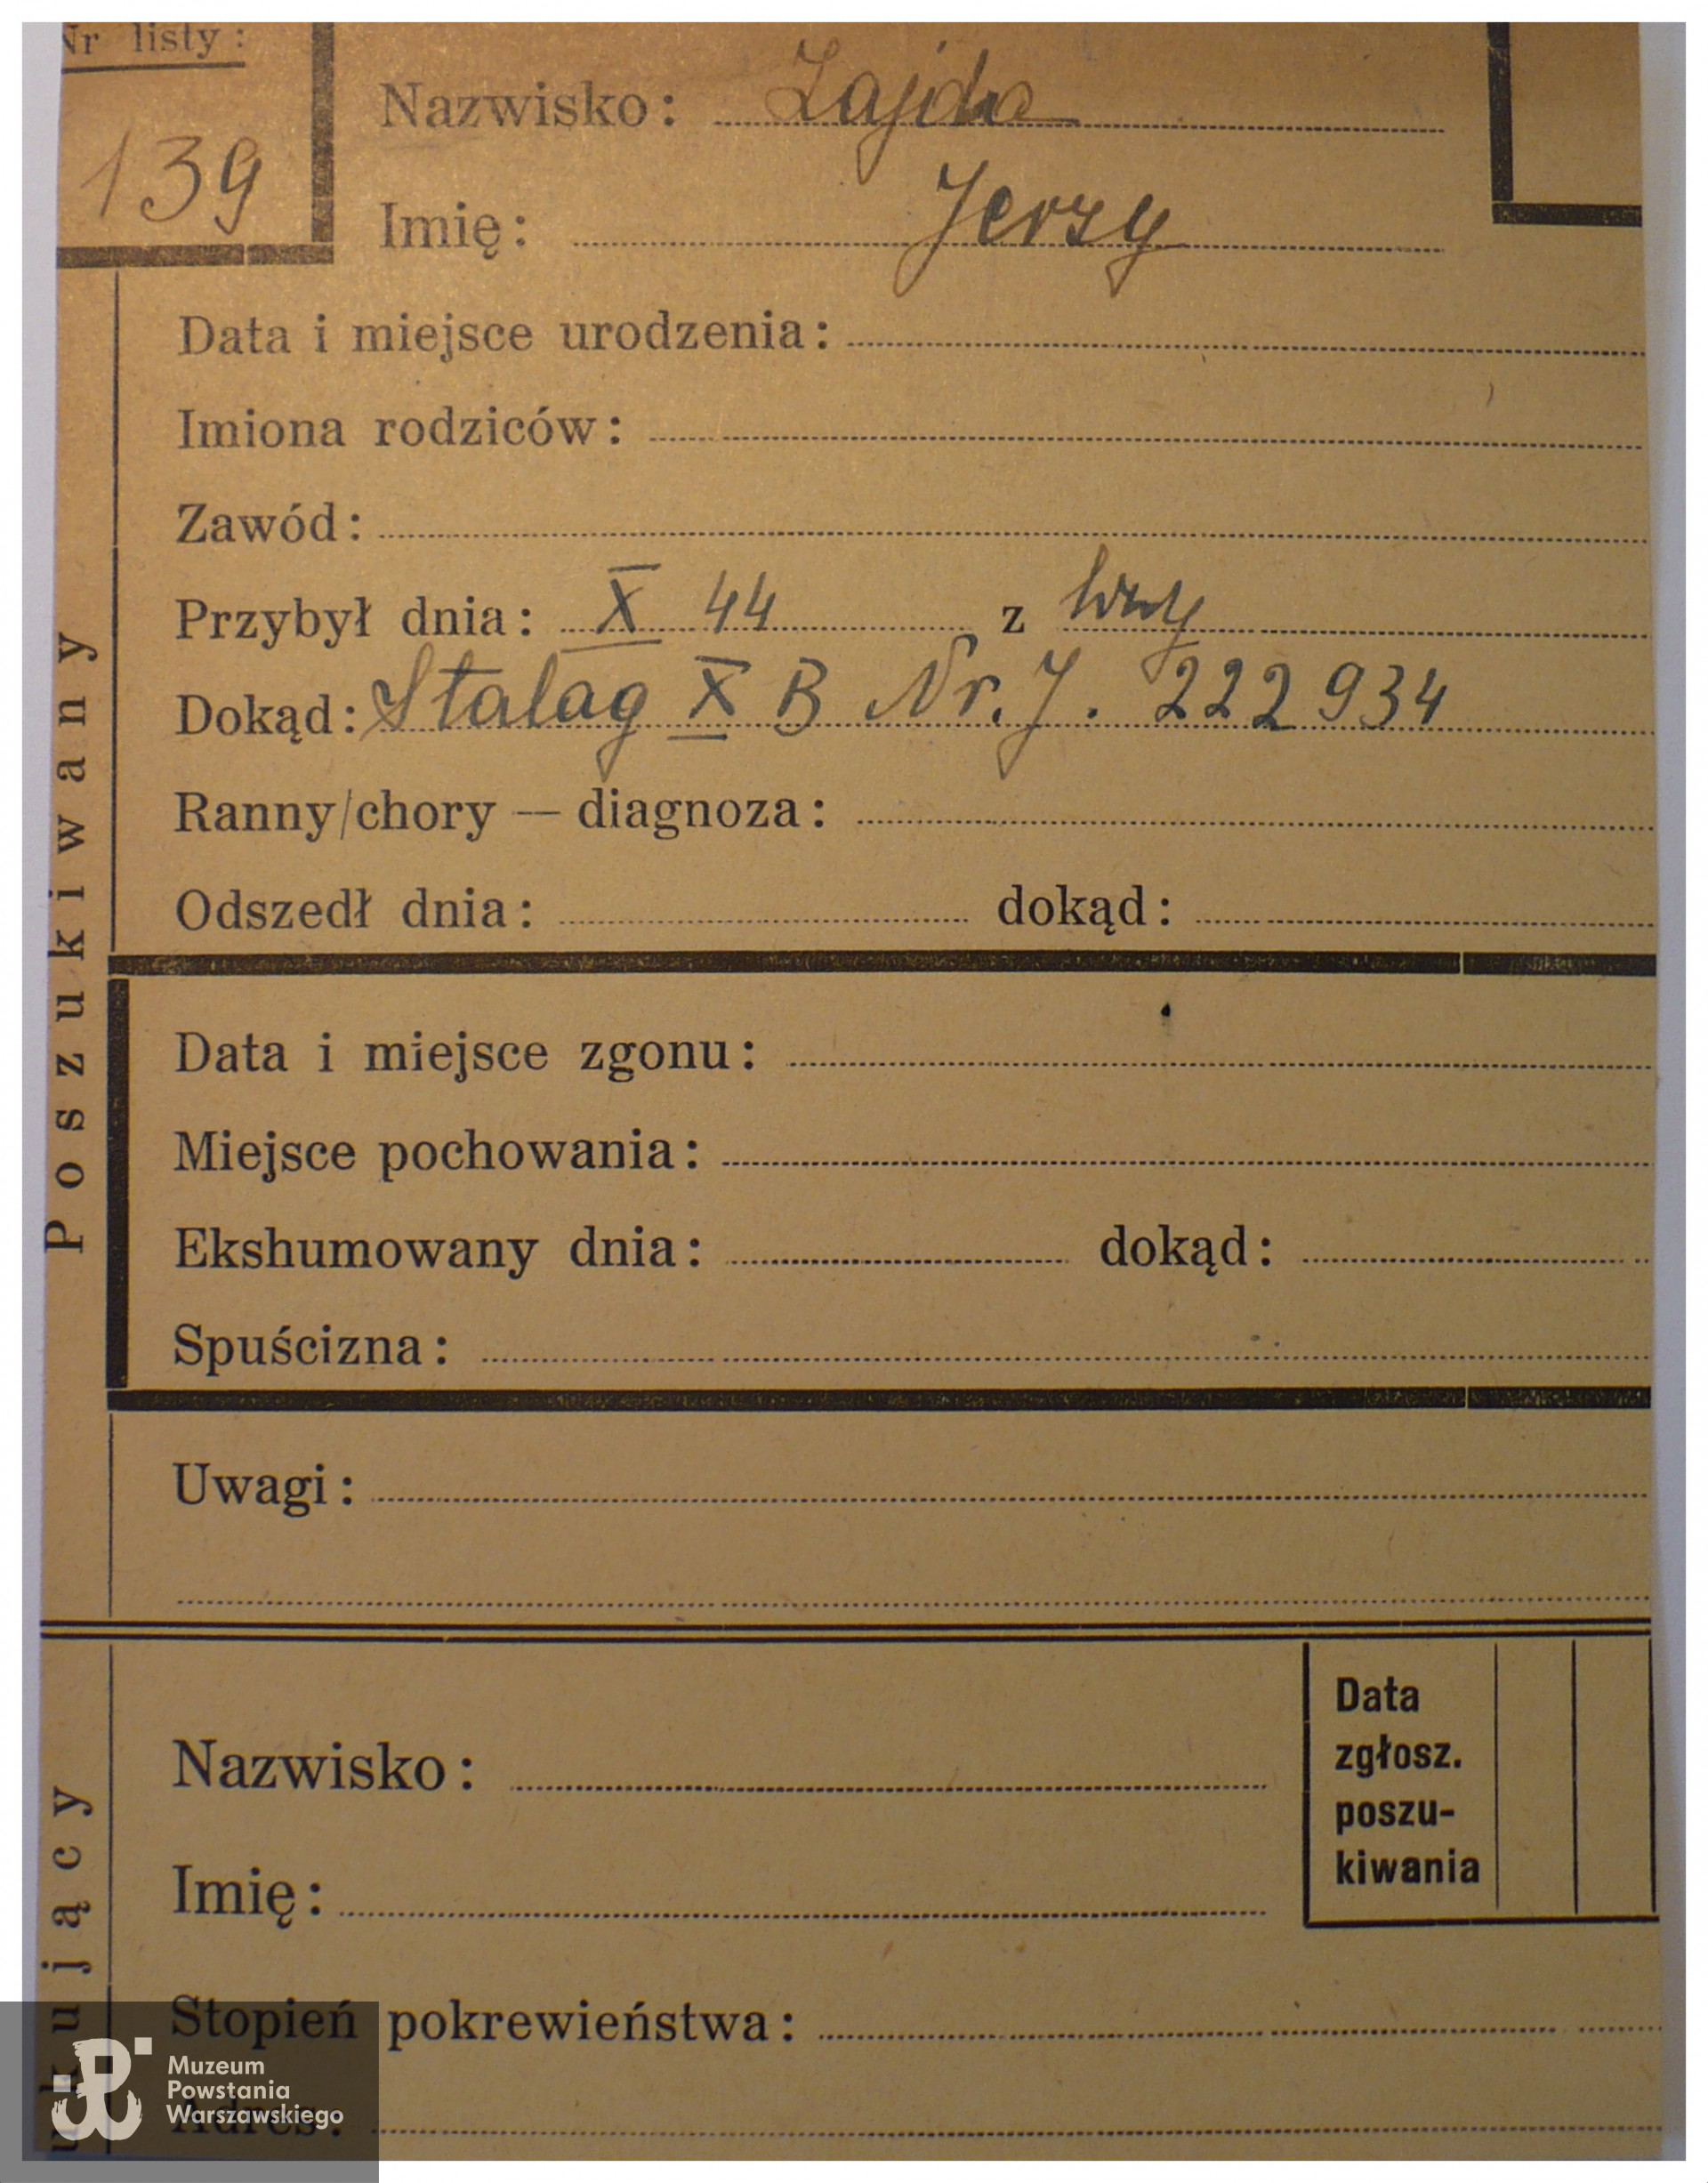 Nr listy:
139
Nazwisko: Zajda
Imię: Jerzy
Data i miejsce urodzenia:
Imiona rodziców:
Zawód:
Przybył dnia: X 44 z
Dokąd: Stalag X B Nr. J. 222934
Ranny/chory — diagnoza:
Odszedł dnia: dokąd:
Data i miejsce zgonu:
Miejsce pochowania:
Ekshumowany dnia: dokąd:
Spuścizna:
Uwagi:
Poszukiwany
Nazwisko:
Imię:
Data
zgłosz.
poszu-
kiwania
Stopień pokrewieństwa:
Adres:
ukujący
Muzeum
Powstania
Warszawskiego